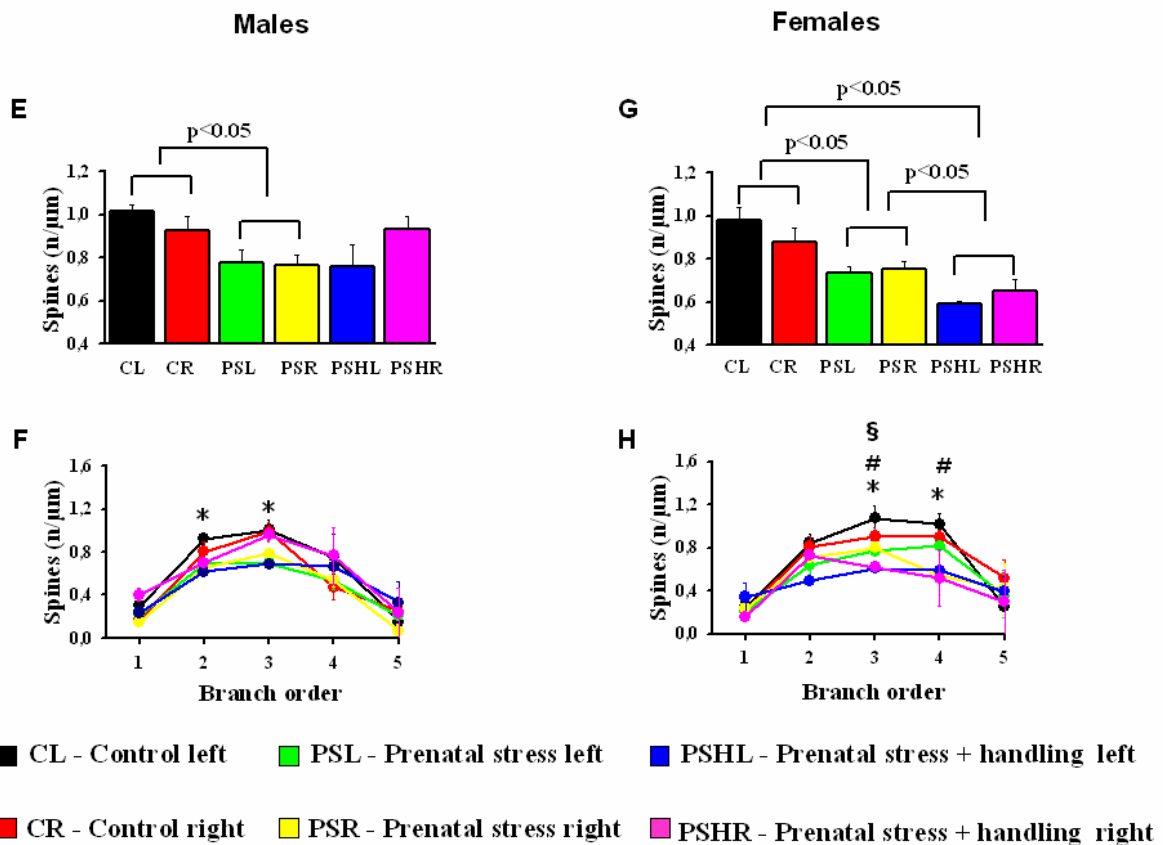 Males
Females
E
p<0.05
Spines (n/µm)
1,2
1,0
0,8
0,6
0,4
CL CR PSL PSR PSHL PSHR
G
p<0.05
p<0.05
p<0.05
Spines (n/µm)
1,2
1,0
0,8
0,6
0,4
CL CR PSL PSR PSHL PSHR
F
Spines (n/µm)
1,6
1,2
0,8
0,4
0,0
* *
1 2 3 4 5
Branch order
H
Spines (n/µm)
1,6
1,2
0,8
0,4
0,0
§
# #
* *
1 2 3 4 5
Branch order
CL - Control left
PSL - Prenatal stress left
PSHL - Prenatal stress + handling left
CR - Control right
PSR - Prenatal stress right
PSHR - Prenatal stress + handling right